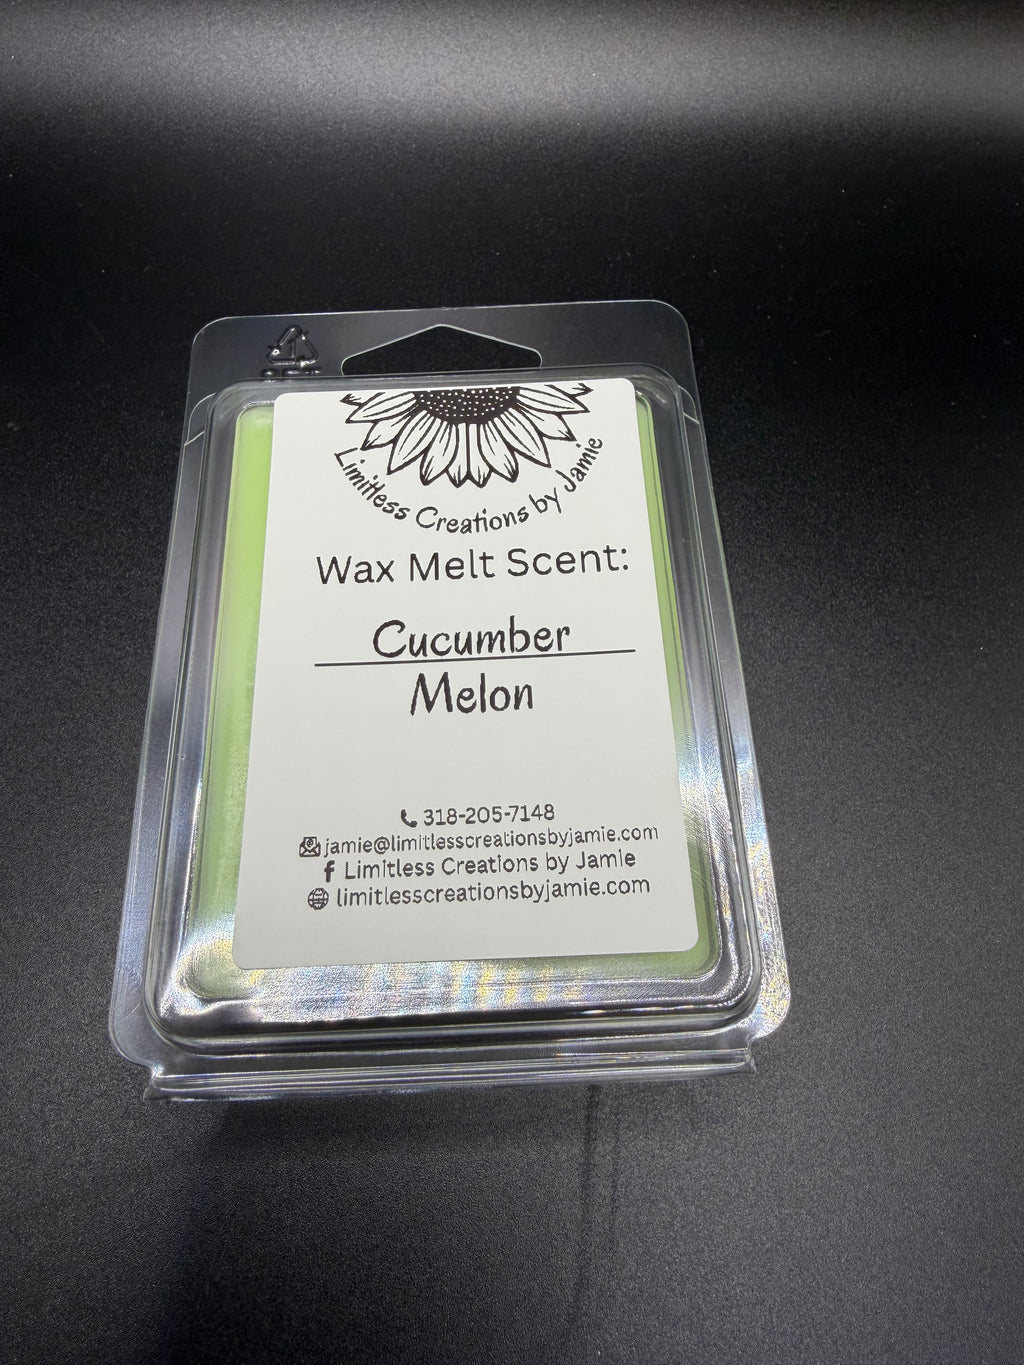 Limitless Creations by Jamie
Wax Melt Scent:
Cucumber
Melon
318-205-7148
jamie@limitlesscreationsbyjamie.com
f Limitless Creations by Jamie
limitlesscreationsbyjamie.com